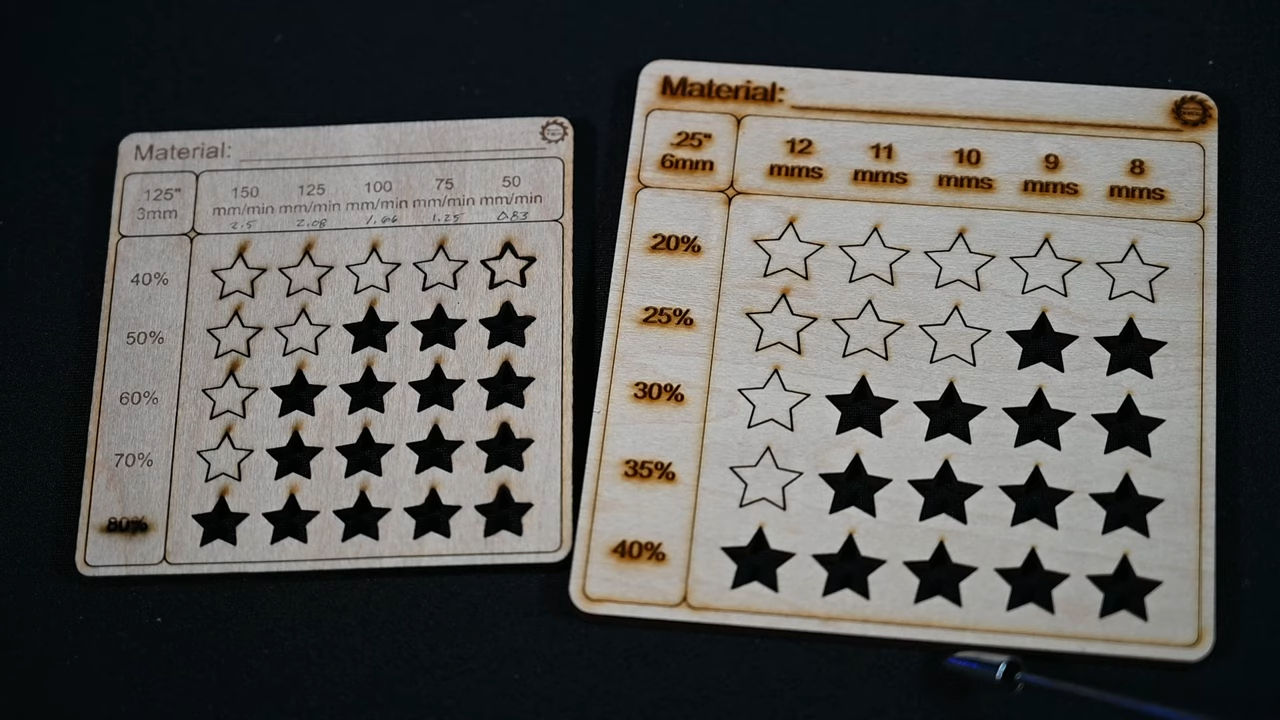 Material:
.125"
3mm
150 125 100 75 50
mm/min mm/min mm/min mm/min mm/min
2.5 2.08 1.66 1.25 0.83
40%
50%
60%
70%
80%
Material:
.25"
6mm
12 11 10 9 8
mms mms mms mms mms
20%
25%
30%
35%
40%